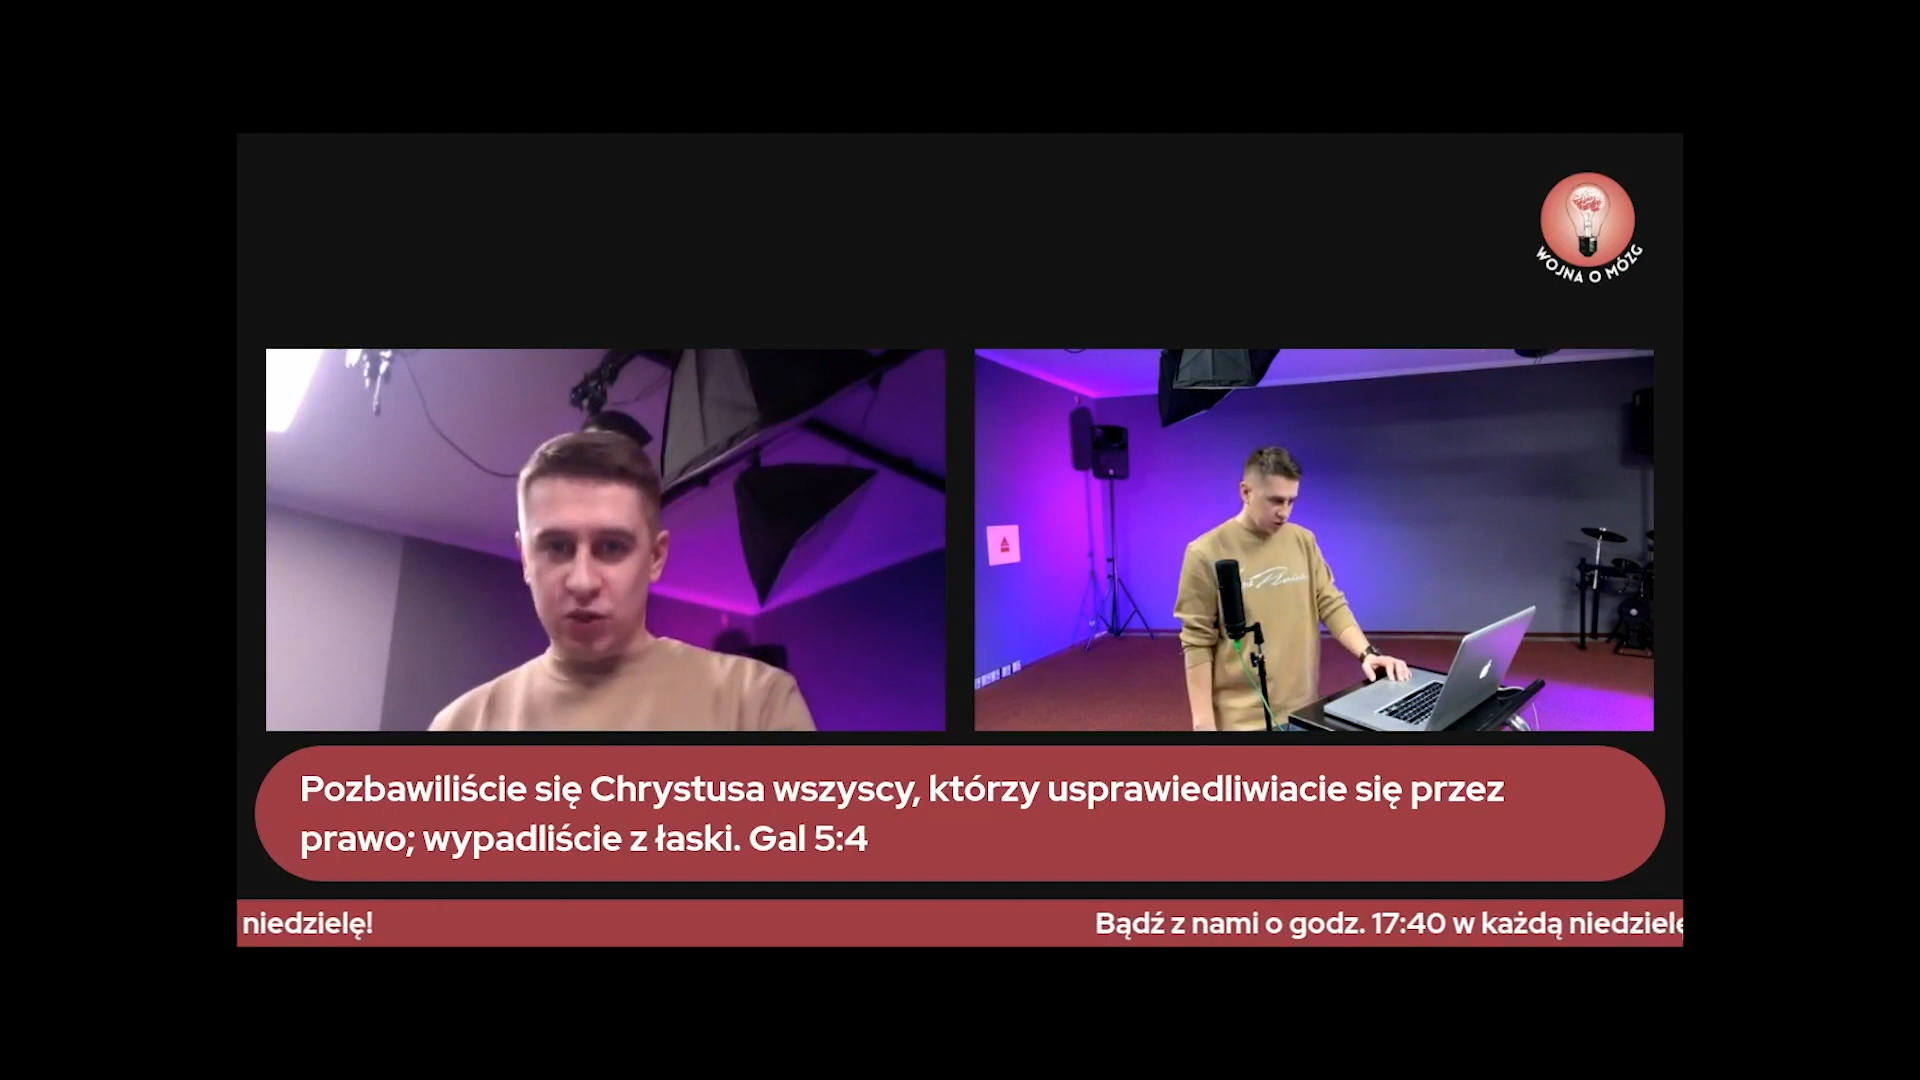 WOJNA O MÓZG
Pozbawiliście się Chrystusa wszyscy, którzy usprawiedliwiacie się przez
prawo; wypadliście z łaski. Gal 5:4
niedzielę!
Bądź z nami o godz. 17:40 w każdą niedzielę